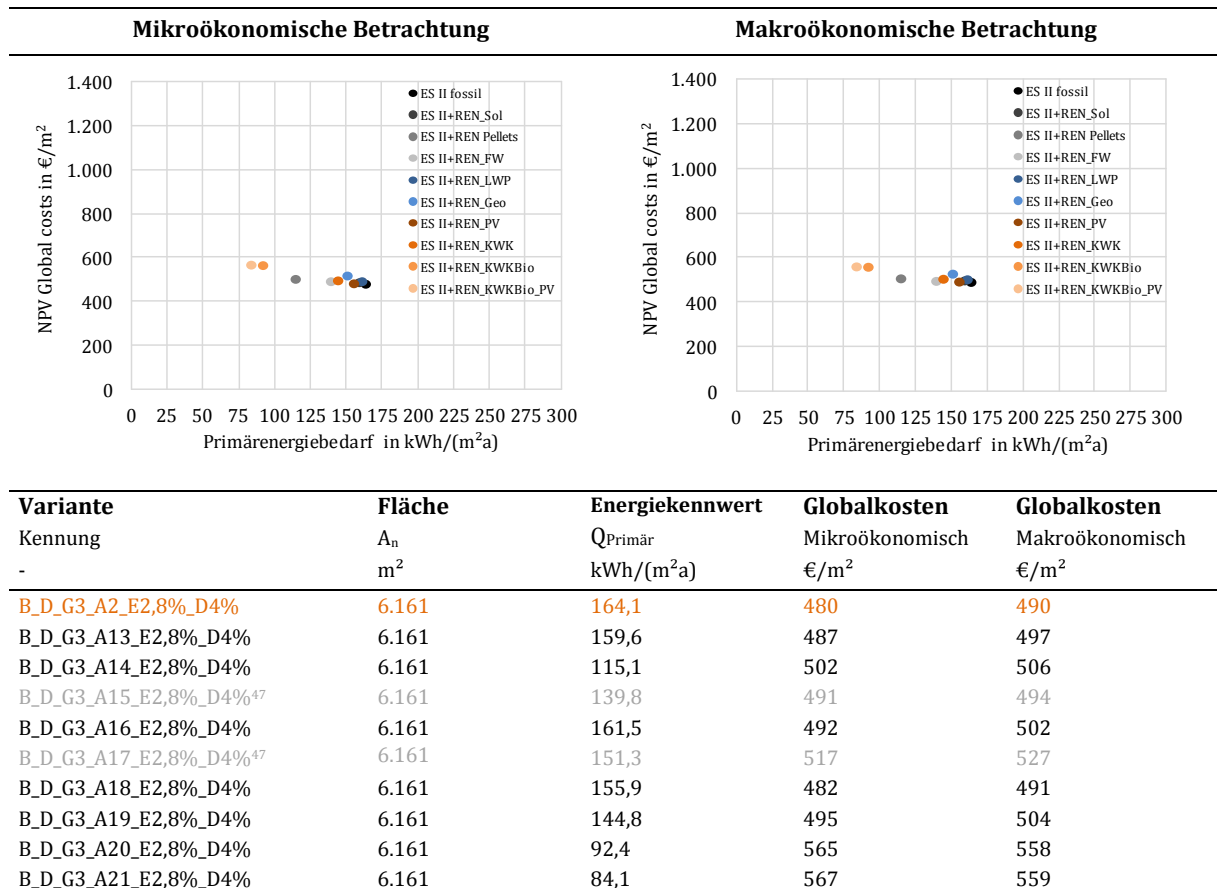 Mikroökonomische Betrachtung
Makroökonomische Betrachtung
NPV Global costs in €/m²
1.400
1.200
1.000
800
600
400
200
0
0 25 50 75 100 125 150 175 200 225 250 275 300
Primärenergiebedarf in kWh/(m²a)
ES II fossil
ES II+REN_Sol
ES II+REN Pellets
ES II+REN_FW
ES II+REN_LWP
ES II+REN_Geo
ES II+REN_PV
ES II+REN_KWK
ES II+REN_KWKBio
ES II+REN_KWKBio_PV
NPV Global costs in €/m²
1.400
1.200
1.000
800
600
400
200
0
0 25 50 75 100 125 150 175 200 225 250 275 300
Primärenergiebedarf in kWh/(m²a)
ES II fossil
ES II+REN_Sol
ES II+REN Pellets
ES II+REN_FW
ES II+REN_LWP
ES II+REN_Geo
ES II+REN_PV
ES II+REN_KWK
ES II+REN_KWKBio
ES II+REN_KWKBio_PV
Variante Fläche Energiekennwert Globalkosten Globalkosten
Kennung Aₙ QPrimär Mikroökonomisch Makroökonomisch
- m² kWh/(m²a) €/m² €/m²
B_D_G3_A2_E2,8%_D4% 6.161 164,1 480 490
B_D_G3_A13_E2,8%_D4% 6.161 159,6 487 497
B_D_G3_A14_E2,8%_D4% 6.161 115,1 502 506
B_D_G3_A15_E2,8%_D4%⁴⁷ 6.161 139,8 491 494
B_D_G3_A16_E2,8%_D4% 6.161 161,5 492 502
B_D_G3_A17_E2,8%_D4%⁴⁷ 6.161 151,3 517 527
B_D_G3_A18_E2,8%_D4% 6.161 155,9 482 491
B_D_G3_A19_E2,8%_D4% 6.161 144,8 495 504
B_D_G3_A20_E2,8%_D4% 6.161 92,4 565 558
B_D_G3_A21_E2,8%_D4% 6.161 84,1 567 559